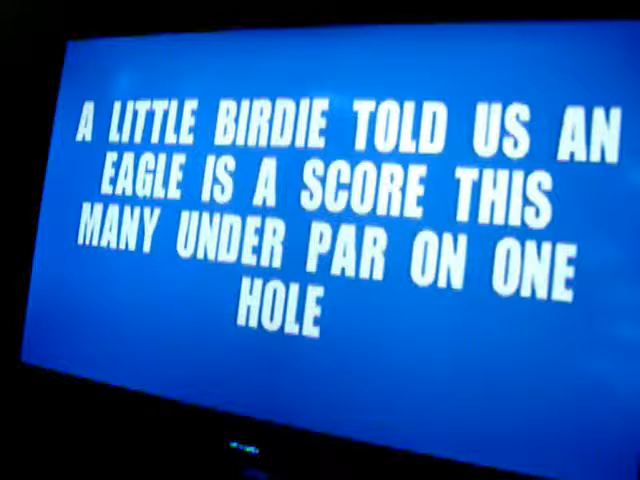 A LITTLE BIRDIE TOLD US AN
EAGLE IS A SCORE THIS
MANY UNDER PAR ON ONE
HOLE